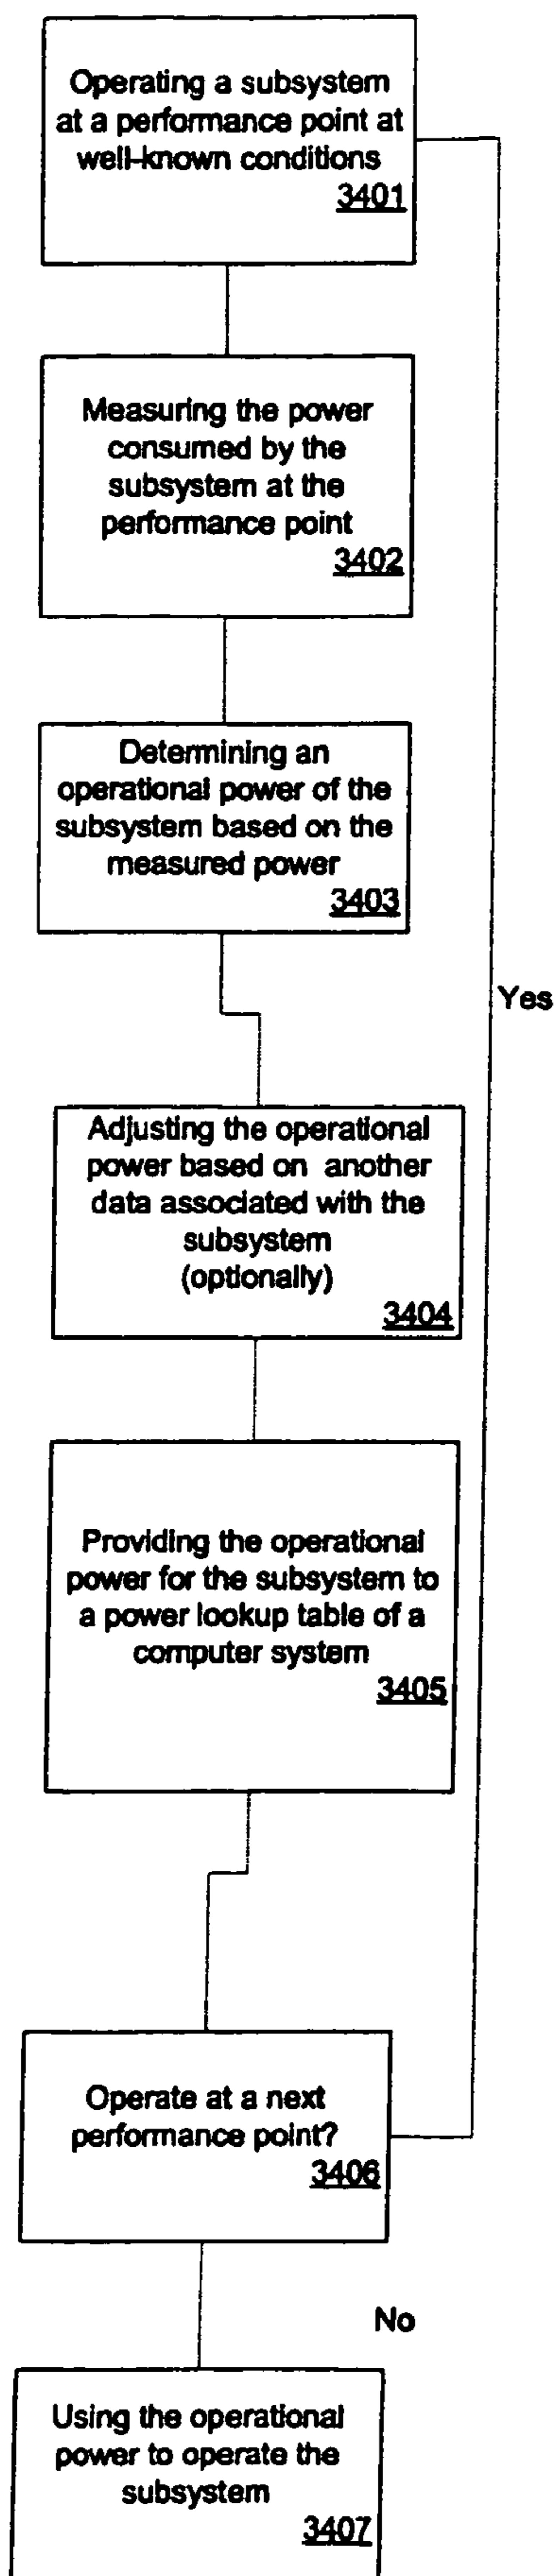 Operating a subsystem
at a performance point at
well-known conditions
3401
Measuring the power
consumed by the
subsystem at the
performance point
3402
Determining an
operational power of the
subsystem based on the
measured power
3403
Yes
Adjusting the operational
power based on another
data associated with the
subsystem
(optionally)
3404
Providing the operational
power for the subsystem to
a power lookup table of a
computer system
3405
Operate at a next
performance point?
3406
No
Using the operational
power to operate the
subsystem
3407